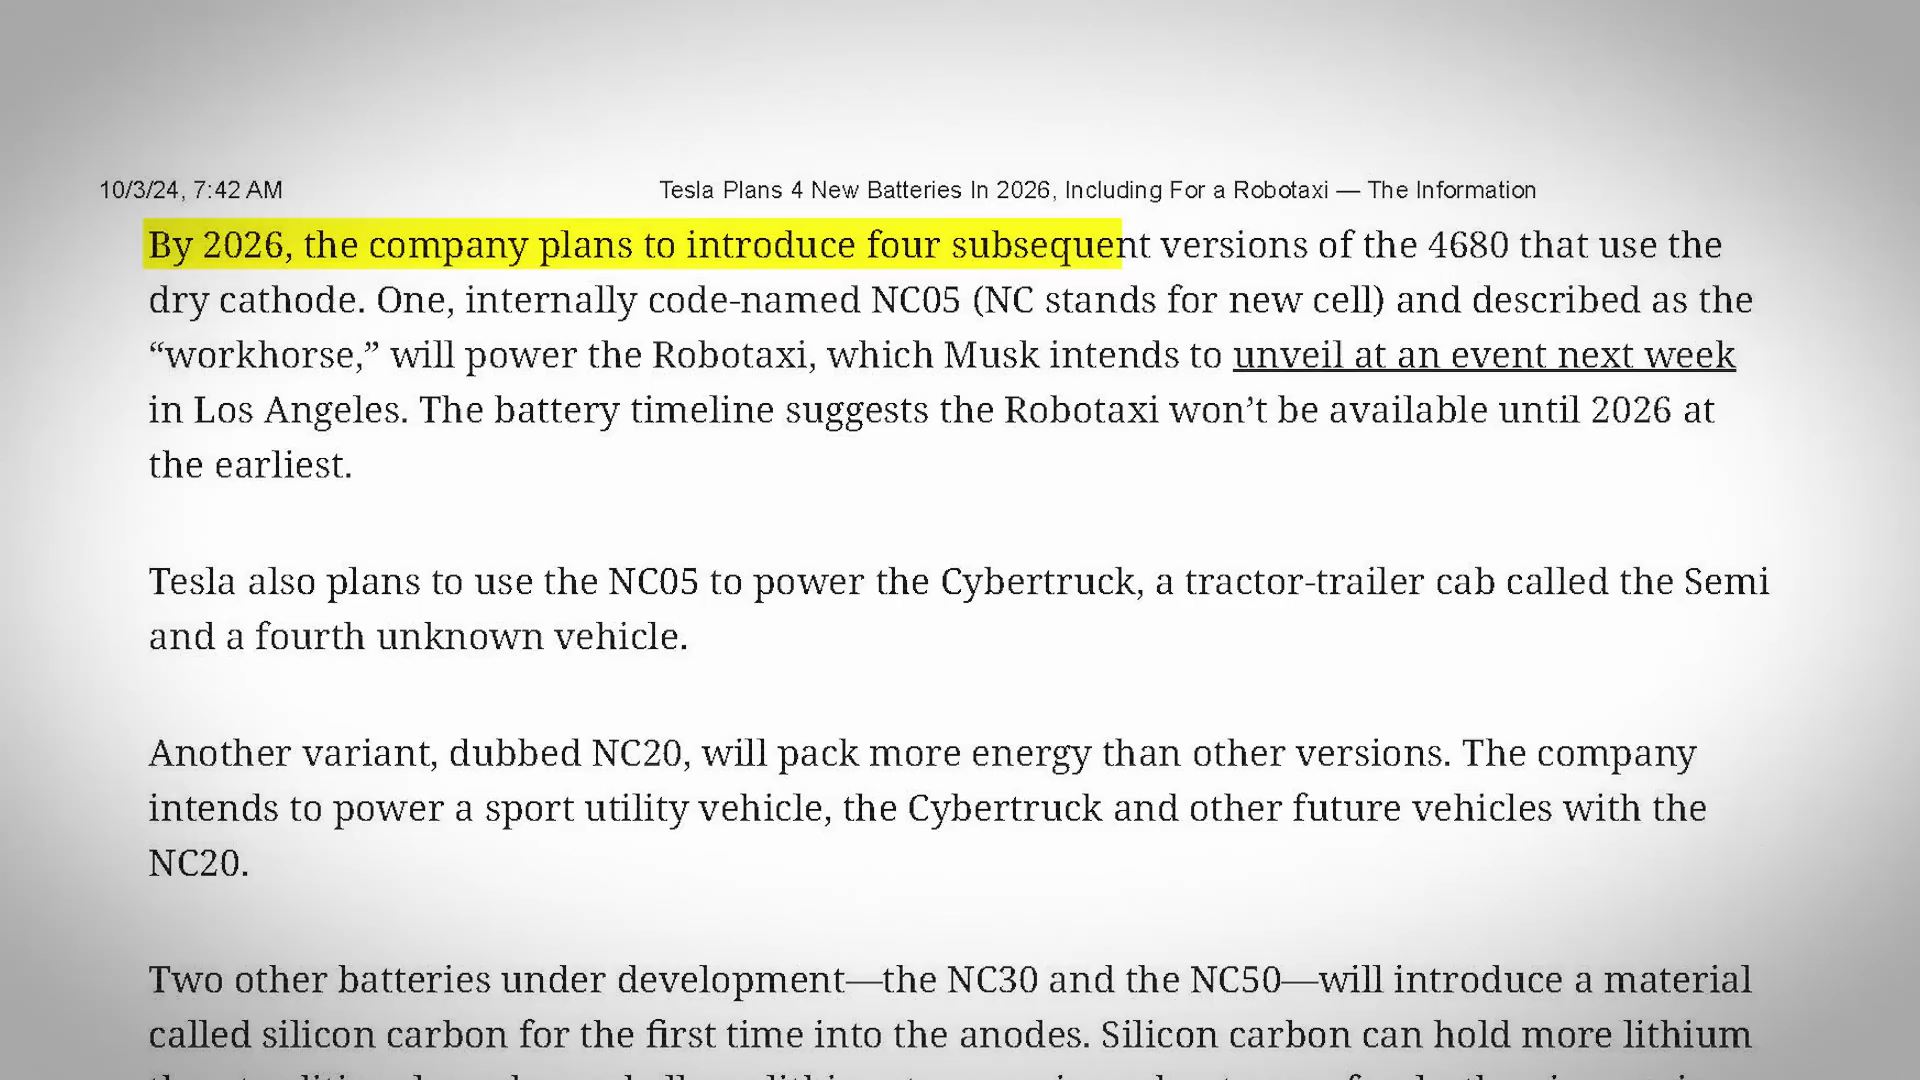 10/3/24, 7:42 AM Tesla Plans 4 New Batteries In 2026, Including For a Robotaxi — The Information
By 2026, the company plans to introduce four subsequent versions of the 4680 that use the
dry cathode. One, internally code-named NC05 (NC stands for new cell) and described as the
“workhorse,” will power the Robotaxi, which Musk intends to unveil at an event next week
in Los Angeles. The battery timeline suggests the Robotaxi won’t be available until 2026 at
the earliest.
Tesla also plans to use the NC05 to power the Cybertruck, a tractor-trailer cab called the Semi
and a fourth unknown vehicle.
Another variant, dubbed NC20, will pack more energy than other versions. The company
intends to power a sport utility vehicle, the Cybertruck and other future vehicles with the
NC20.
Two other batteries under development—the NC30 and the NC50—will introduce a material
called silicon carbon for the first time into the anodes. Silicon carbon can hold more lithium